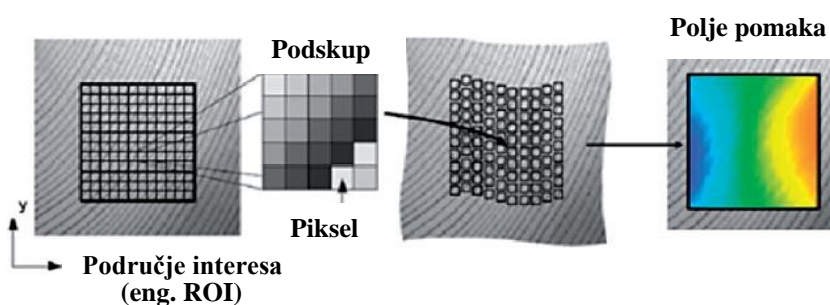 Podskup
Polje pomaka
Piksel
y
Područje interesa
(eng. ROI)